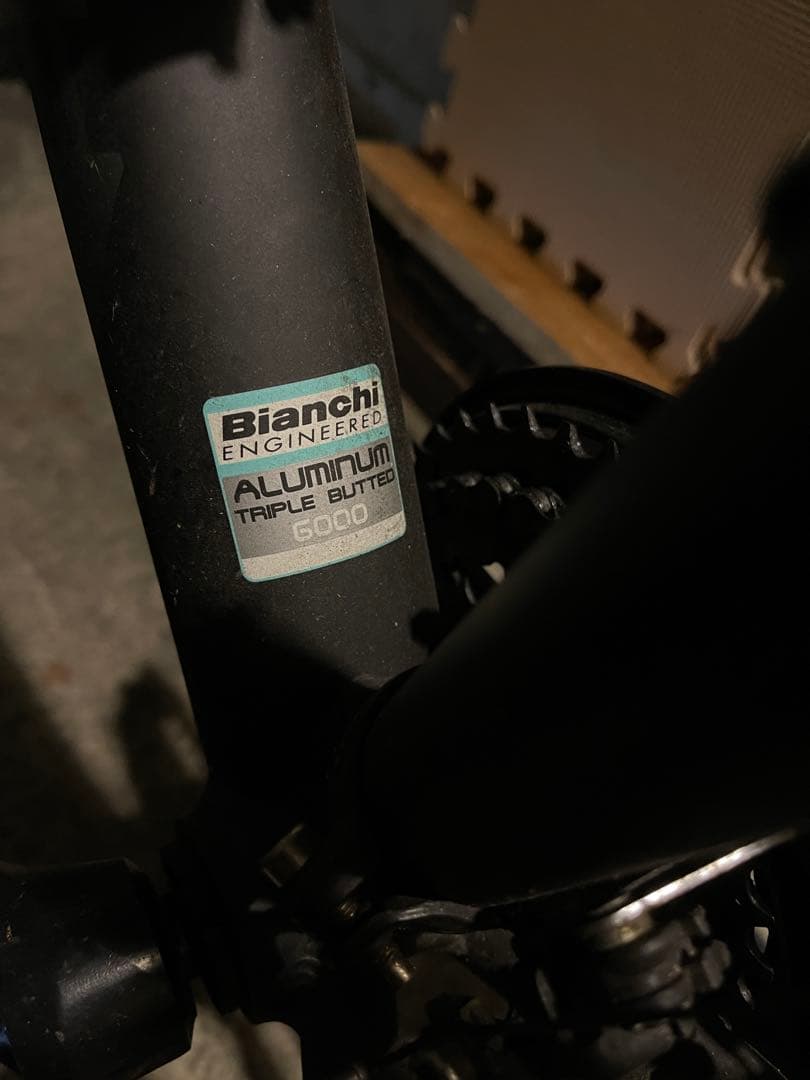 Bianchi
ENGINEERED
ALUMINUM
TRIPLE BUTTED
6000